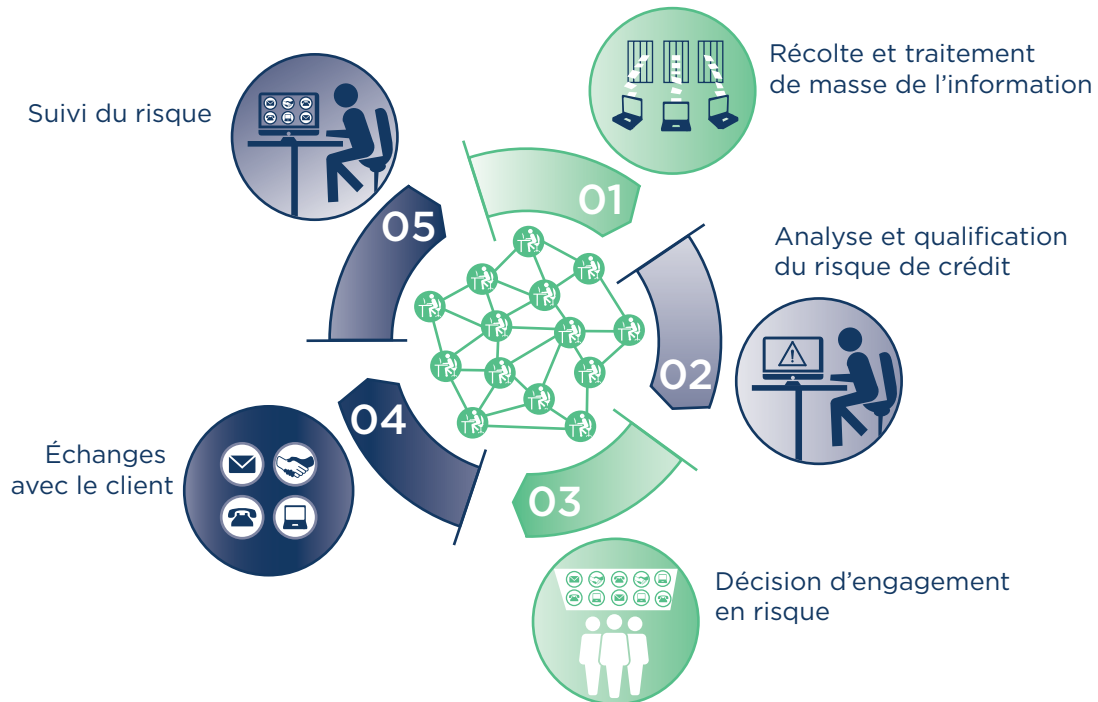 01
Récolte et traitement
de masse de l'information
02
Analyse et qualification
du risque de crédit
03
Décision d'engagement
en risque
04
Échanges
avec le client
05
Suivi du risque